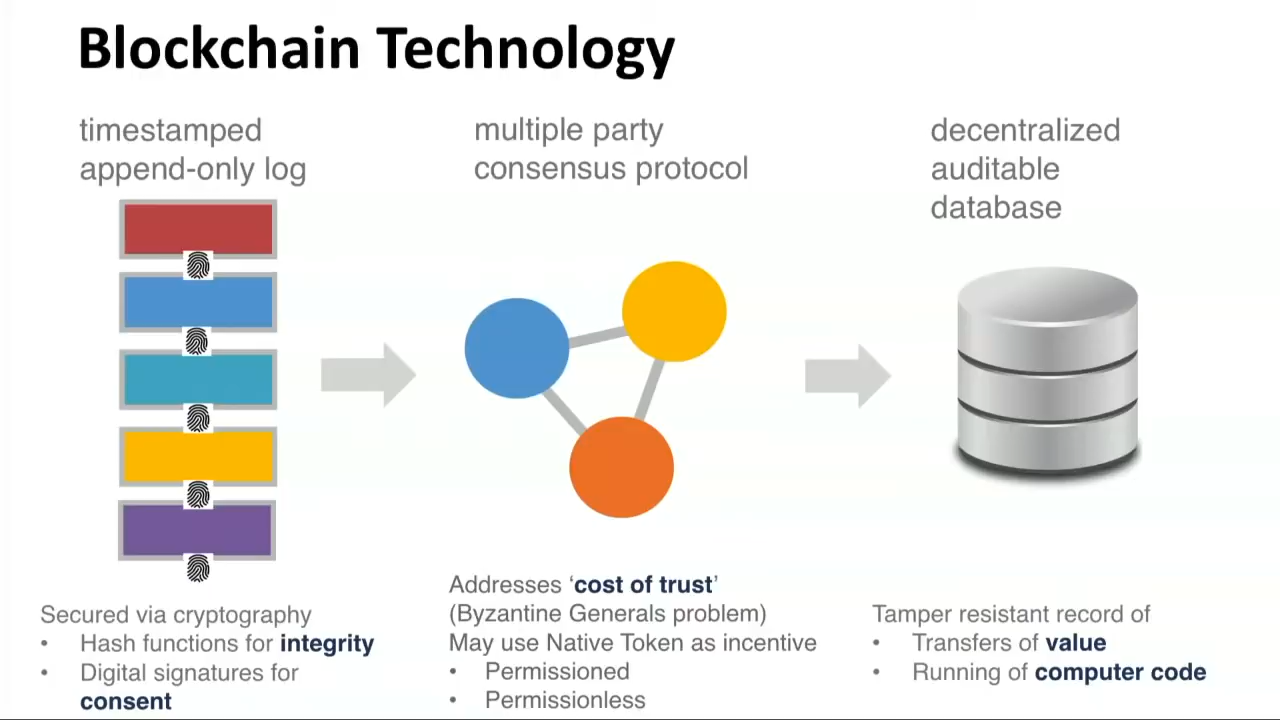 Blockchain Technology
timestamped
append-only log
multiple party
consensus protocol
decentralized
auditable
database
Secured via cryptography
• Hash functions for integrity
• Digital signatures for
consent
Addresses ‘cost of trust’
(Byzantine Generals problem)
May use Native Token as incentive
• Permissioned
• Permissionless
Tamper resistant record of
• Transfers of value
• Running of computer code